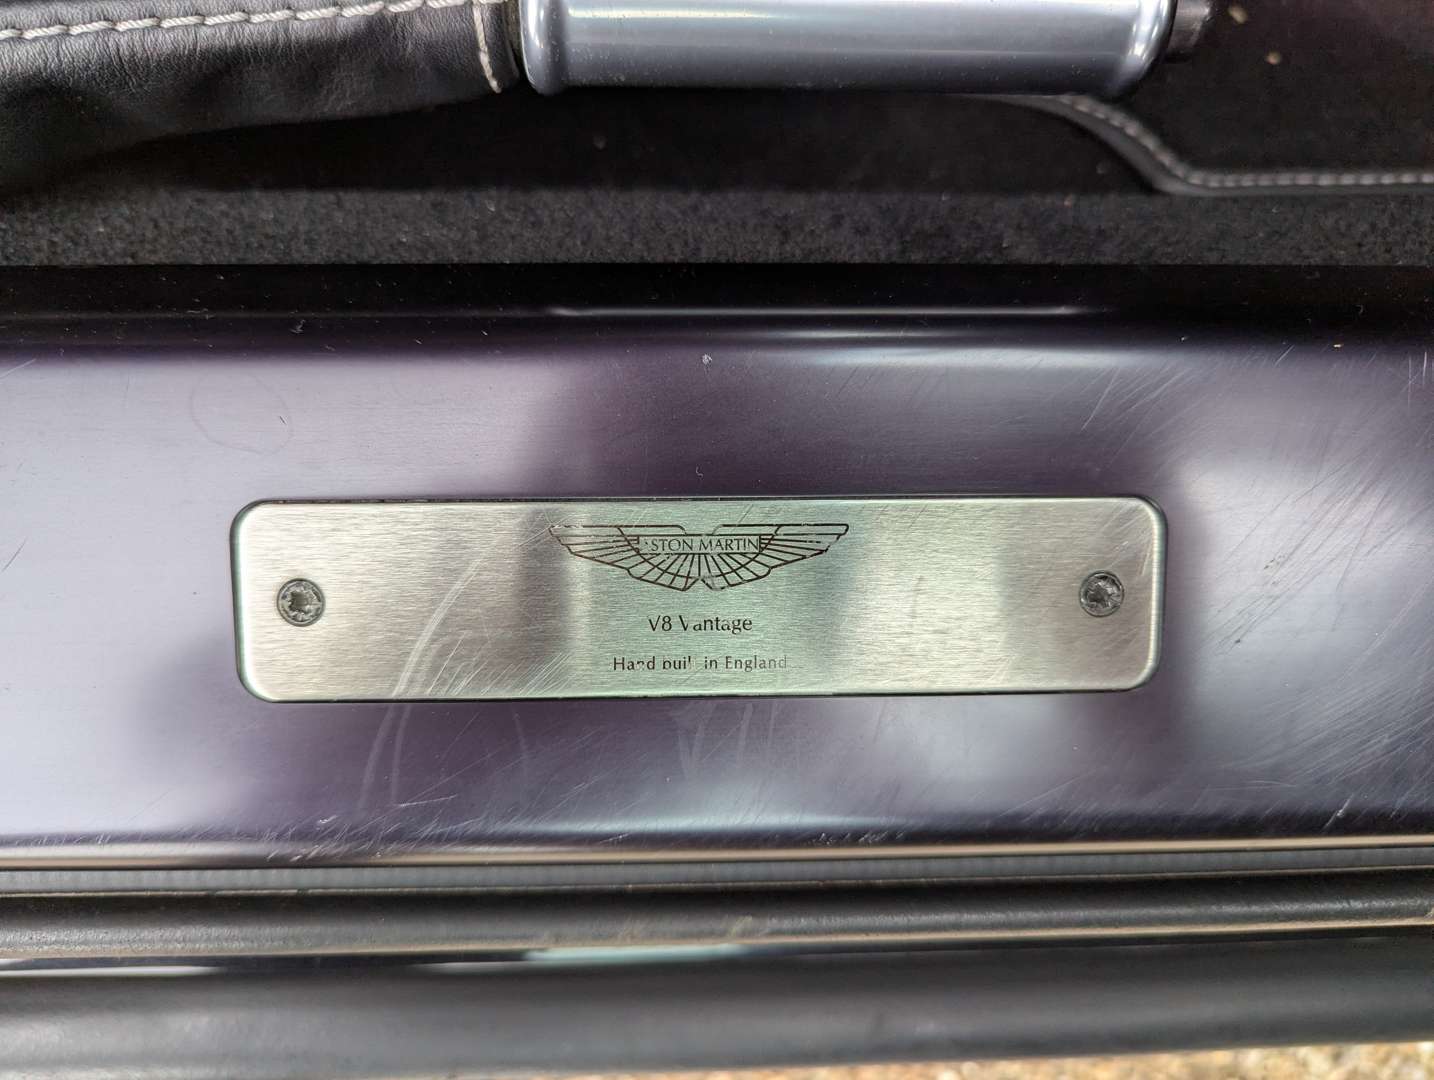 ASTON MARTIN
V8 Vantage
Hand built in England